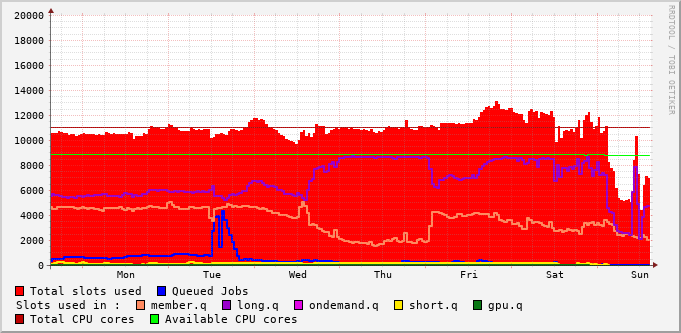 20000
18000
16000
14000
12000
10000
8000
6000
4000
2000
0
Mon Tue Wed Thu Fri Sat Sun
RRDTOOL / TOBI OETIKER
Total slots used Queued Jobs
Slots used in : member.q long.q ondemand.q short.q gpu.q
Total CPU cores Available CPU cores